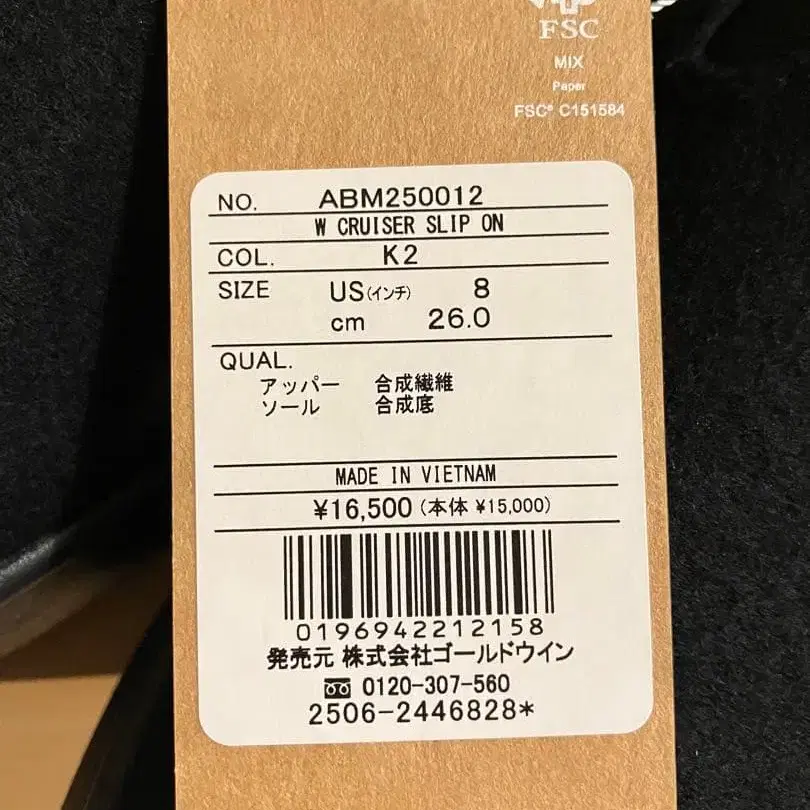 FSC
MIX
Paper
FSC® C151584
NO. ABM250012
W CRUISER SLIP ON
COL. K2
SIZE US(インチ) 8
cm 26.0
QUAL.
アッパー 合成繊維
ソール 合成底
MADE IN VIETNAM
¥16,500 (本体 ¥15,000)
0196942212158
発売元 株式会社ゴールドウイン
0120-307-560
2506-2446828*